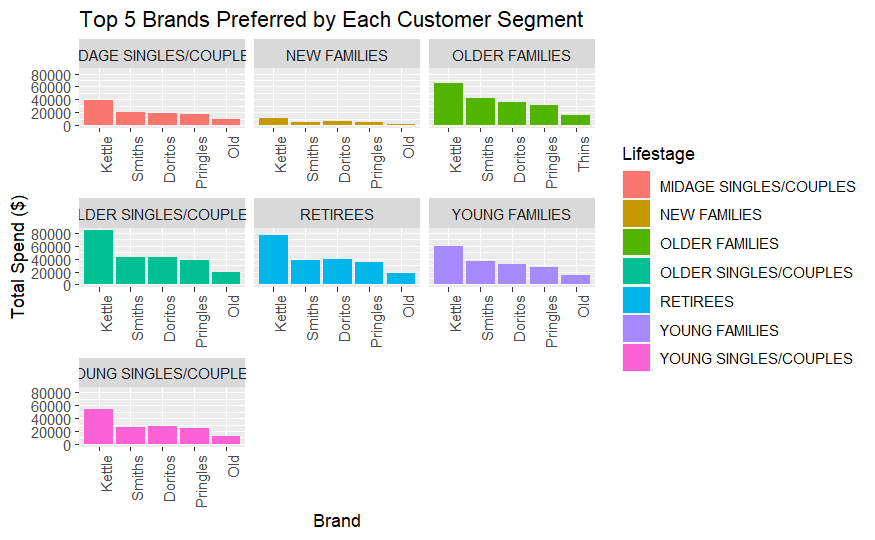 Top 5 Brands Preferred by Each Customer Segment
DAGE SINGLES/COUPLE
NEW FAMILIES
OLDER FAMILIES
80000
60000
40000
20000
0
Kettle
Smiths
Doritos
Pringles
Old
Kettle
Smiths
Doritos
Pringles
Old
Kettle
Smiths
Doritos
Pringles
Thins
LDER SINGLES/COUPLE
RETIREES
YOUNG FAMILIES
80000
60000
40000
20000
0
Kettle
Smiths
Doritos
Pringles
Old
Kettle
Smiths
Doritos
Pringles
Old
Kettle
Smiths
Doritos
Pringles
Old
OUNG SINGLES/COUPLE
80000
60000
40000
20000
0
Kettle
Smiths
Doritos
Pringles
Old
Total Spend ($)
Brand
Lifestage
MIDAGE SINGLES/COUPLES
NEW FAMILIES
OLDER FAMILIES
OLDER SINGLES/COUPLES
RETIREES
YOUNG FAMILIES
YOUNG SINGLES/COUPLES